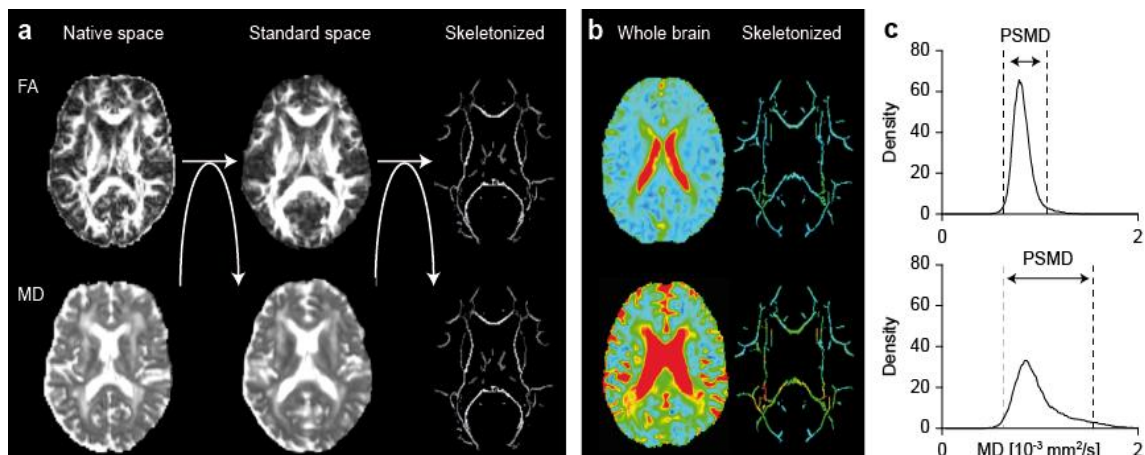 a
Native space
Standard space
Skeletonized
FA
MD
b
Whole brain
Skeletonized
c
80
PSMD
60
40
20
0
Density
0
2
80
PSMD
60
40
20
0
Density
0
2
MD [10⁻³ mm²/s]